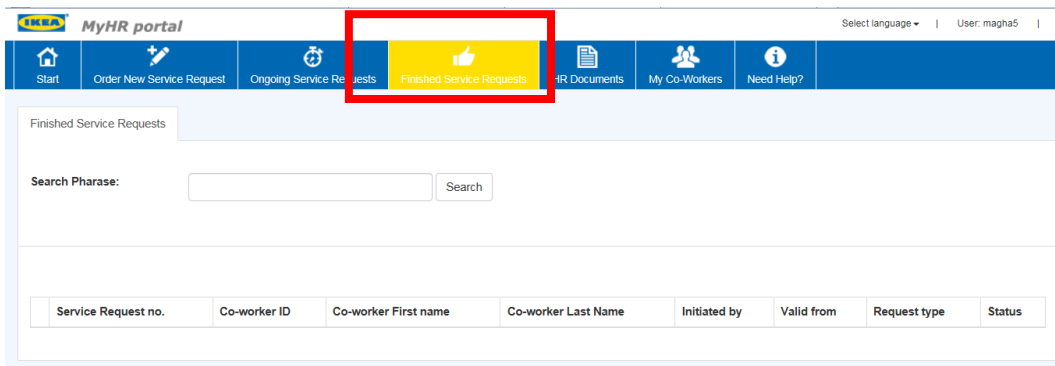 IKEA MyHR portal Select language | User: magha5 |
Start Order New Service Request Ongoing Service Requests Finished Service Requests HR Documents My Co-Workers Need Help?
Finished Service Requests
Search Pharase: Search
Service Request no. Co-worker ID Co-worker First name Co-worker Last Name Initiated by Valid from Request type Status